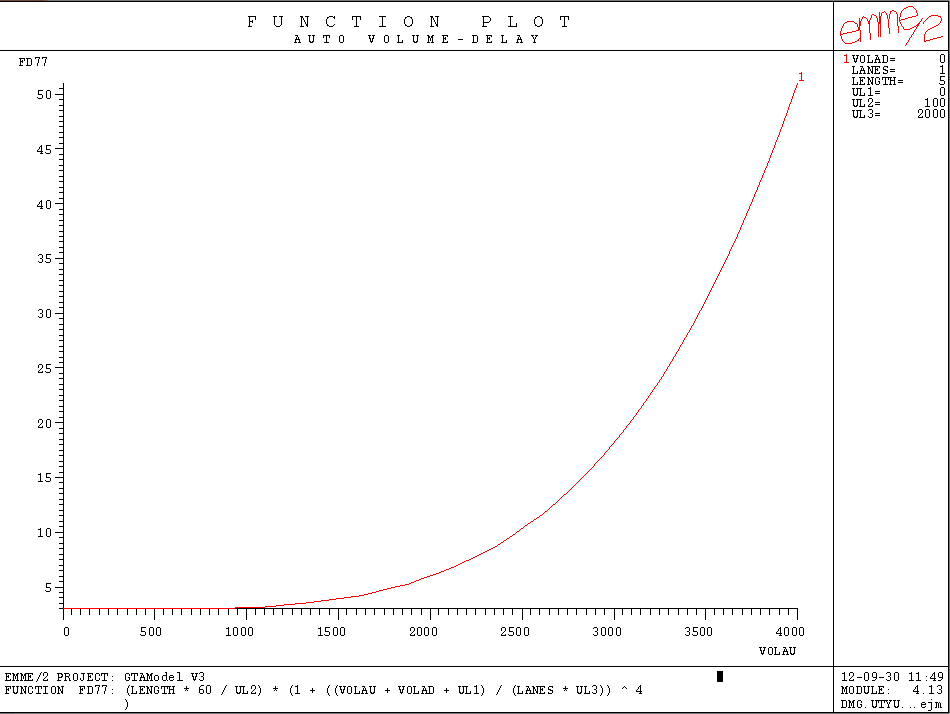 F U N C T I O N P L O T
AUTO VOLUME-DELAY
emme/2
FD77
1 VOLAD= 0
LANES= 1
LENGTH= 5
UL1= 0
UL2= 100
UL3= 2000
1
50
45
40
35
30
25
20
15
10
5
0 500 1000 1500 2000 2500 3000 3500 4000
VOLAU
EMME/2 PROJECT: GTAModel V3
FUNCTION FD77: (LENGTH * 60 / UL2) * (1 + ((VOLAU + VOLAD + UL1) / (LANES * UL3)) ^ 4
)
12-09-30 11:49
MODULE: 4.13
DMG.UTYU...ejm